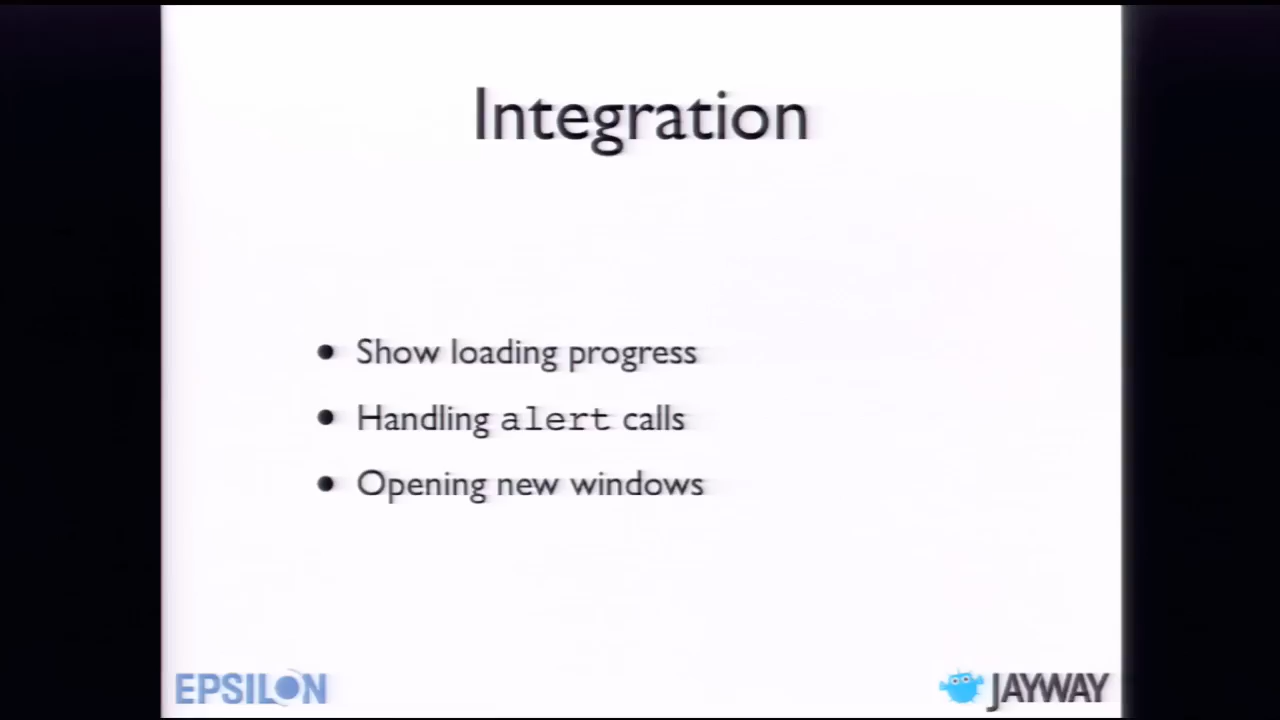 Integration
• Show loading progress
• Handling alert calls
• Opening new windows
EPSILON
JAYWAY